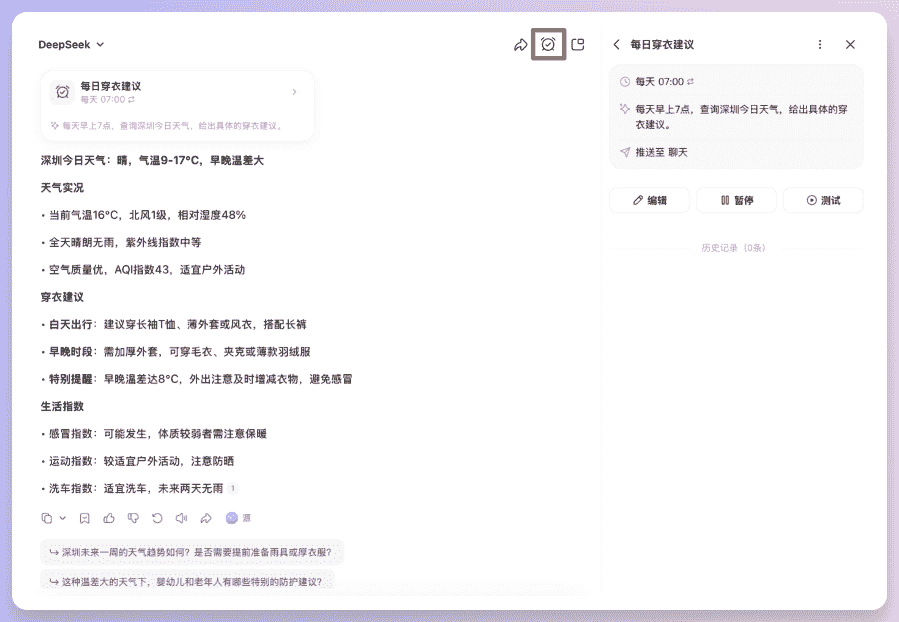 DeepSeek
每日穿衣建议
每天 07:00
每天早上7点，查询深圳今日天气，给出具体的穿衣建议。
深圳今日天气：晴，气温9-17°C，早晚温差大
天气实况
• 当前气温16°C，北风1级，相对湿度48%
• 全天晴朗无雨，紫外线指数中等
• 空气质量优，AQI指数43，适宜户外活动
穿衣建议
• 白天出行：建议穿长袖T恤、薄外套或风衣，搭配长裤
• 早晚时段：需加厚外套，可穿毛衣、夹克或薄款羽绒服
• 特别提醒：早晚温差达8°C，外出注意及时增减衣物，避免感冒
生活指数
• 感冒指数：可能发生，体质较弱者需注意保暖
• 运动指数：较适宜户外活动，注意防晒
• 洗车指数：适宜洗车，未来两天无雨 1
源
深圳未来一周的天气趋势如何？是否需要提前准备雨具或厚衣服？
这种温差大的天气下，婴幼儿和老年人有哪些特别的防护建议？
每日穿衣建议
每天 07:00
每天早上7点，查询深圳今日天气，给出具体的穿
衣建议。
推送至 聊天
编辑
暂停
测试
历史记录（0条）